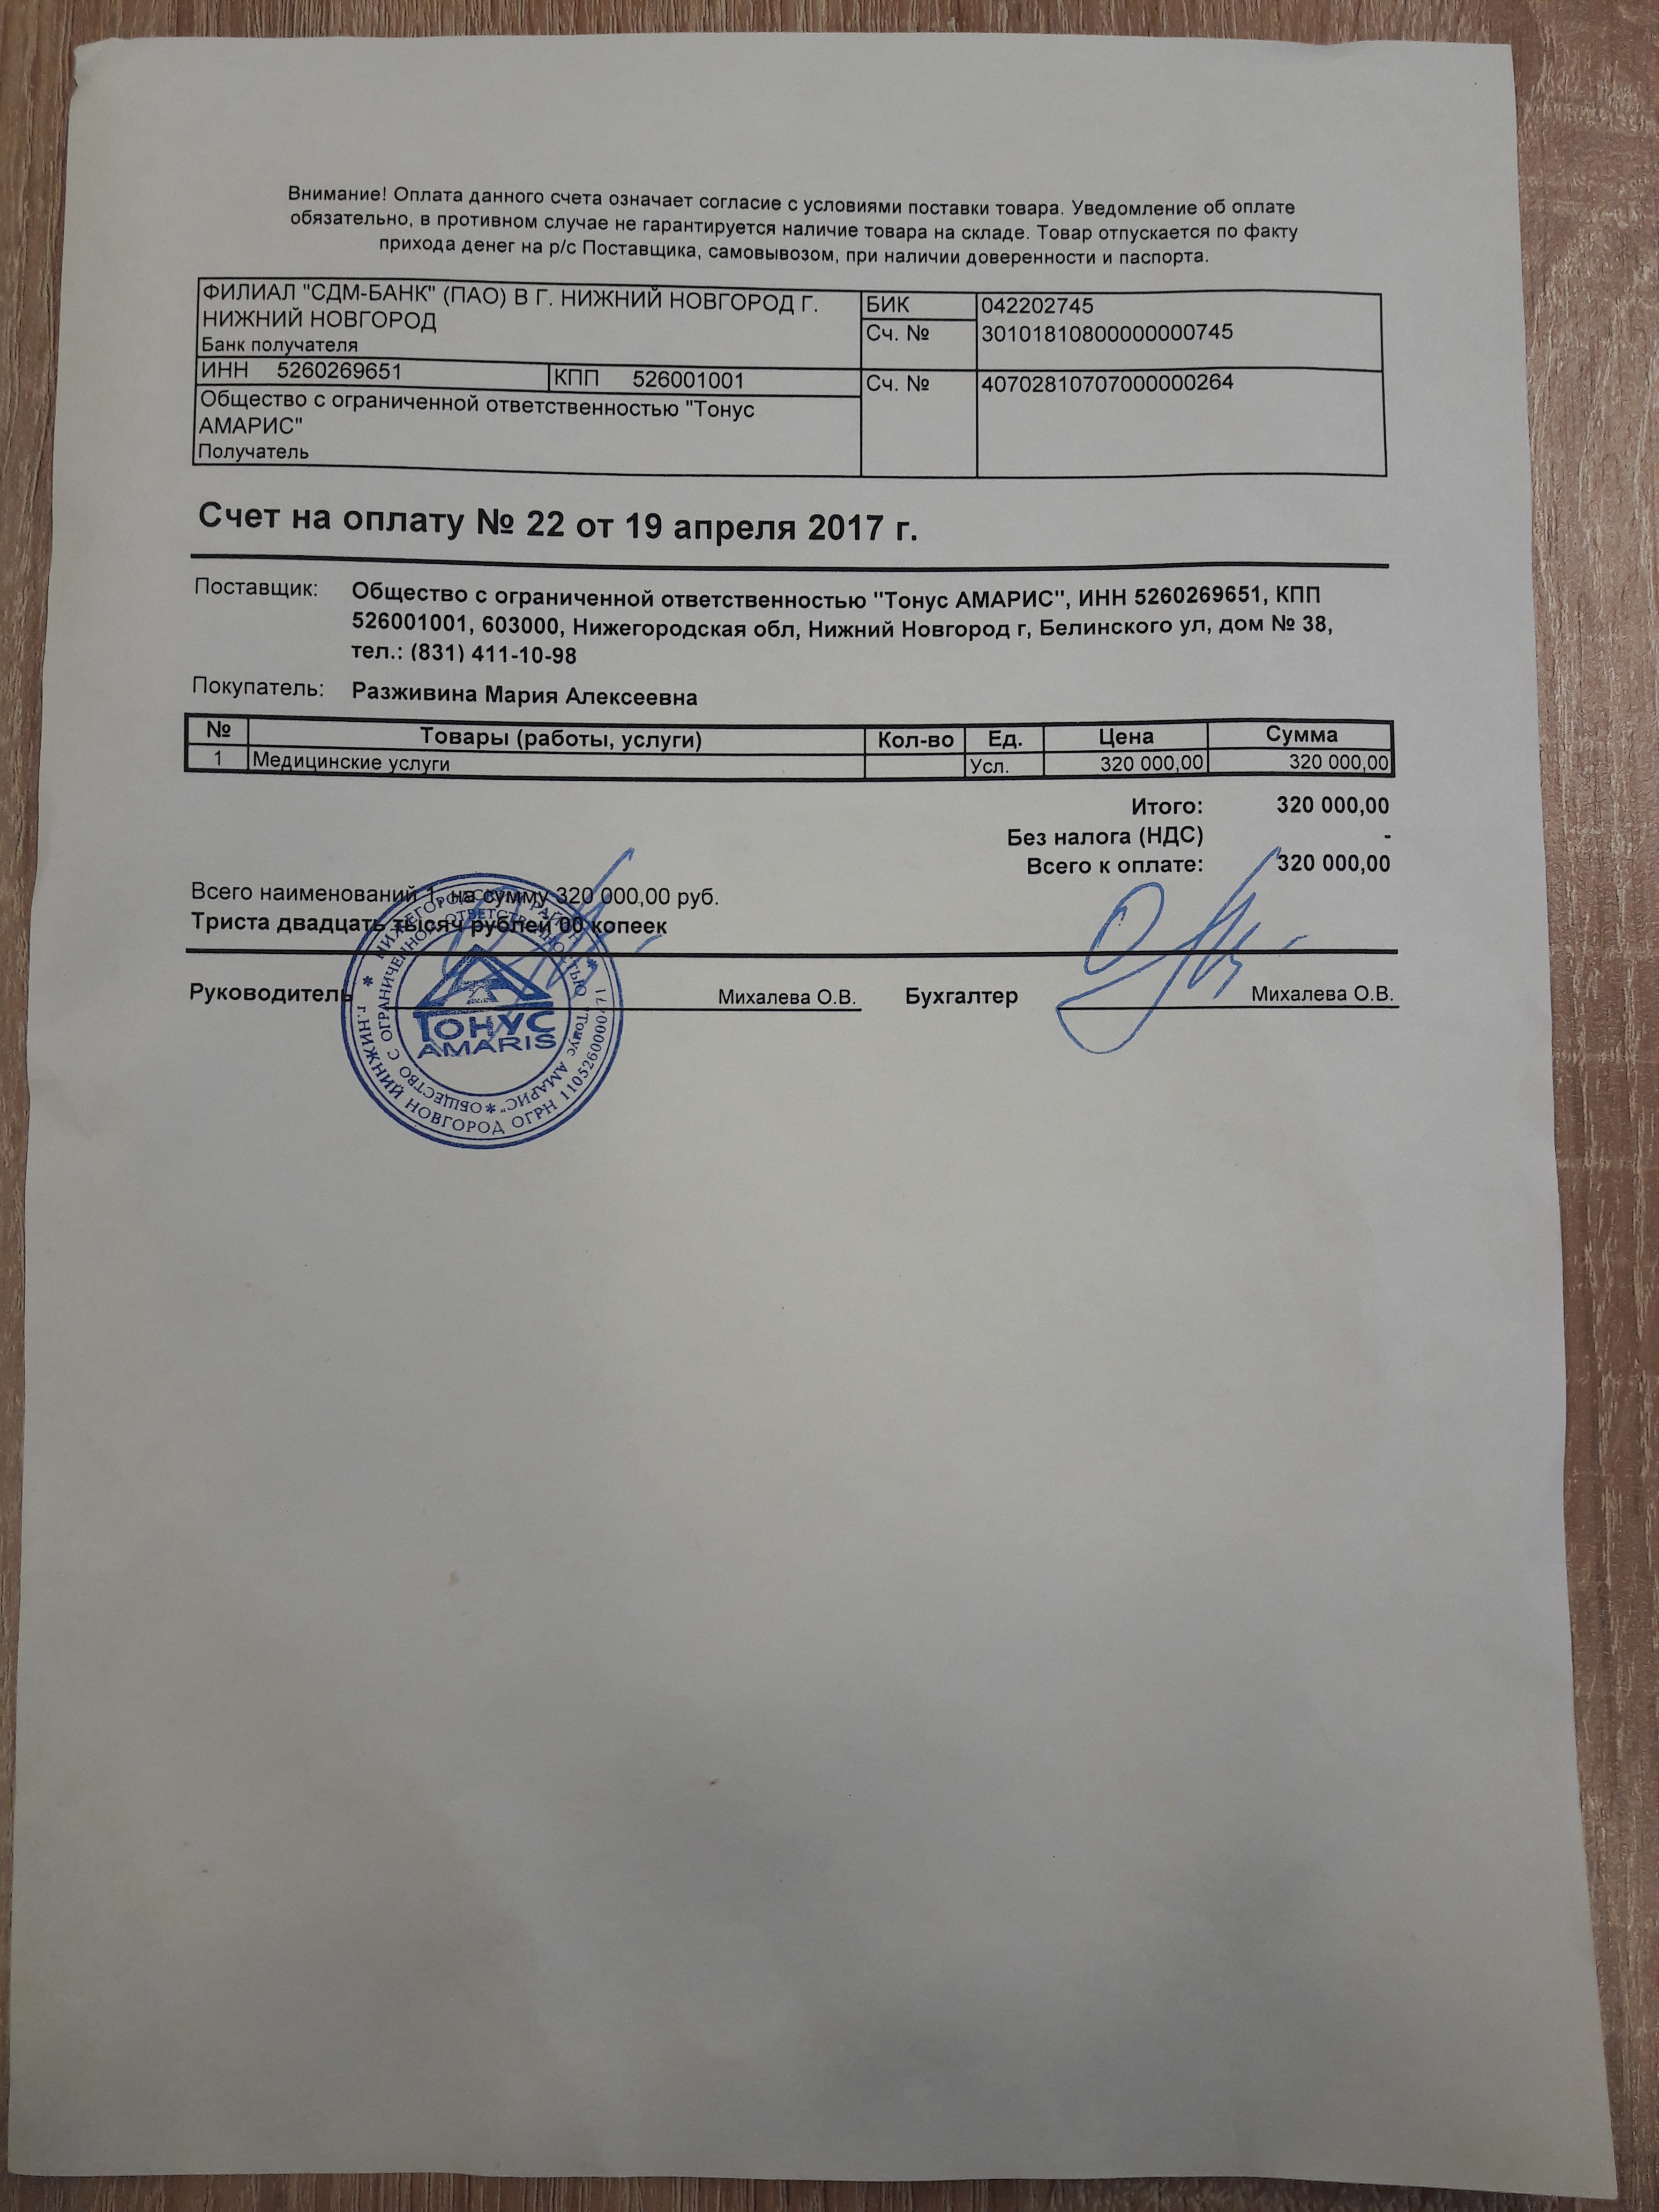 Внимание! Оплата данного счета означает согласие с условиями поставки товара. Уведомление об оплате
обязательно, в противном случае не гарантируется наличие товара на складе. Товар отпускается по факту
прихода денег на р/с Поставщика, самовывозом, при наличии доверенности и паспорта.
ФИЛИАЛ "СДМ-БАНК" (ПАО) В Г. НИЖНИЙ НОВГОРОД Г. БИК 042202745
НИЖНИЙ НОВГОРОД Сч. № 30101810800000000745
Банк получателя
ИНН 5260269651 КПП 526001001 Сч. № 40702810707000000264
Общество с ограниченной ответственностью "Тонус
АМАРИС"
Получатель
Счет на оплату № 22 от 19 апреля 2017 г.
Поставщик: Общество с ограниченной ответственностью "Тонус АМАРИС", ИНН 5260269651, КПП
526001001, 603000, Нижегородская обл, Нижний Новгород г, Белинского ул, дом № 38,
тел.: (831) 411-10-98
Покупатель: Разживина Мария Алексеевна
№ Товары (работы, услуги) Кол-во Ед. Цена Сумма
1 Медицинские услуги Усл. 320 000,00 320 000,00
Итого: 320 000,00
Без налога (НДС) -
Всего к оплате: 320 000,00
Всего наименований 1, на сумму 320 000,00 руб.
Триста двадцать тысяч рублей 00 копеек
Руководитель Михалева О.В. Бухгалтер Михалева О.В.
ТОНУС
AMARIS
г.НИЖНИЙ НОВГОРОД ОГРН
ОБЩЕСТВО С ОГРАНИЧЕННОЙ ОТВЕТСТВЕННОСТЬЮ "Тонус АМАРИС"